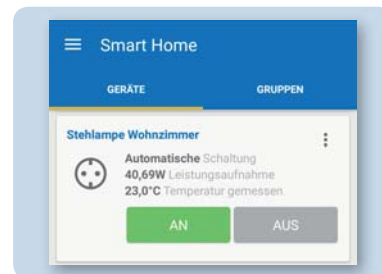 Smart Home
GERÄTE GRUPPEN
Stehlampe Wohnzimmer
Automatische Schaltung
40,69W Leistungsaufnahme
23,0°C Temperatur gemessen
AN AUS